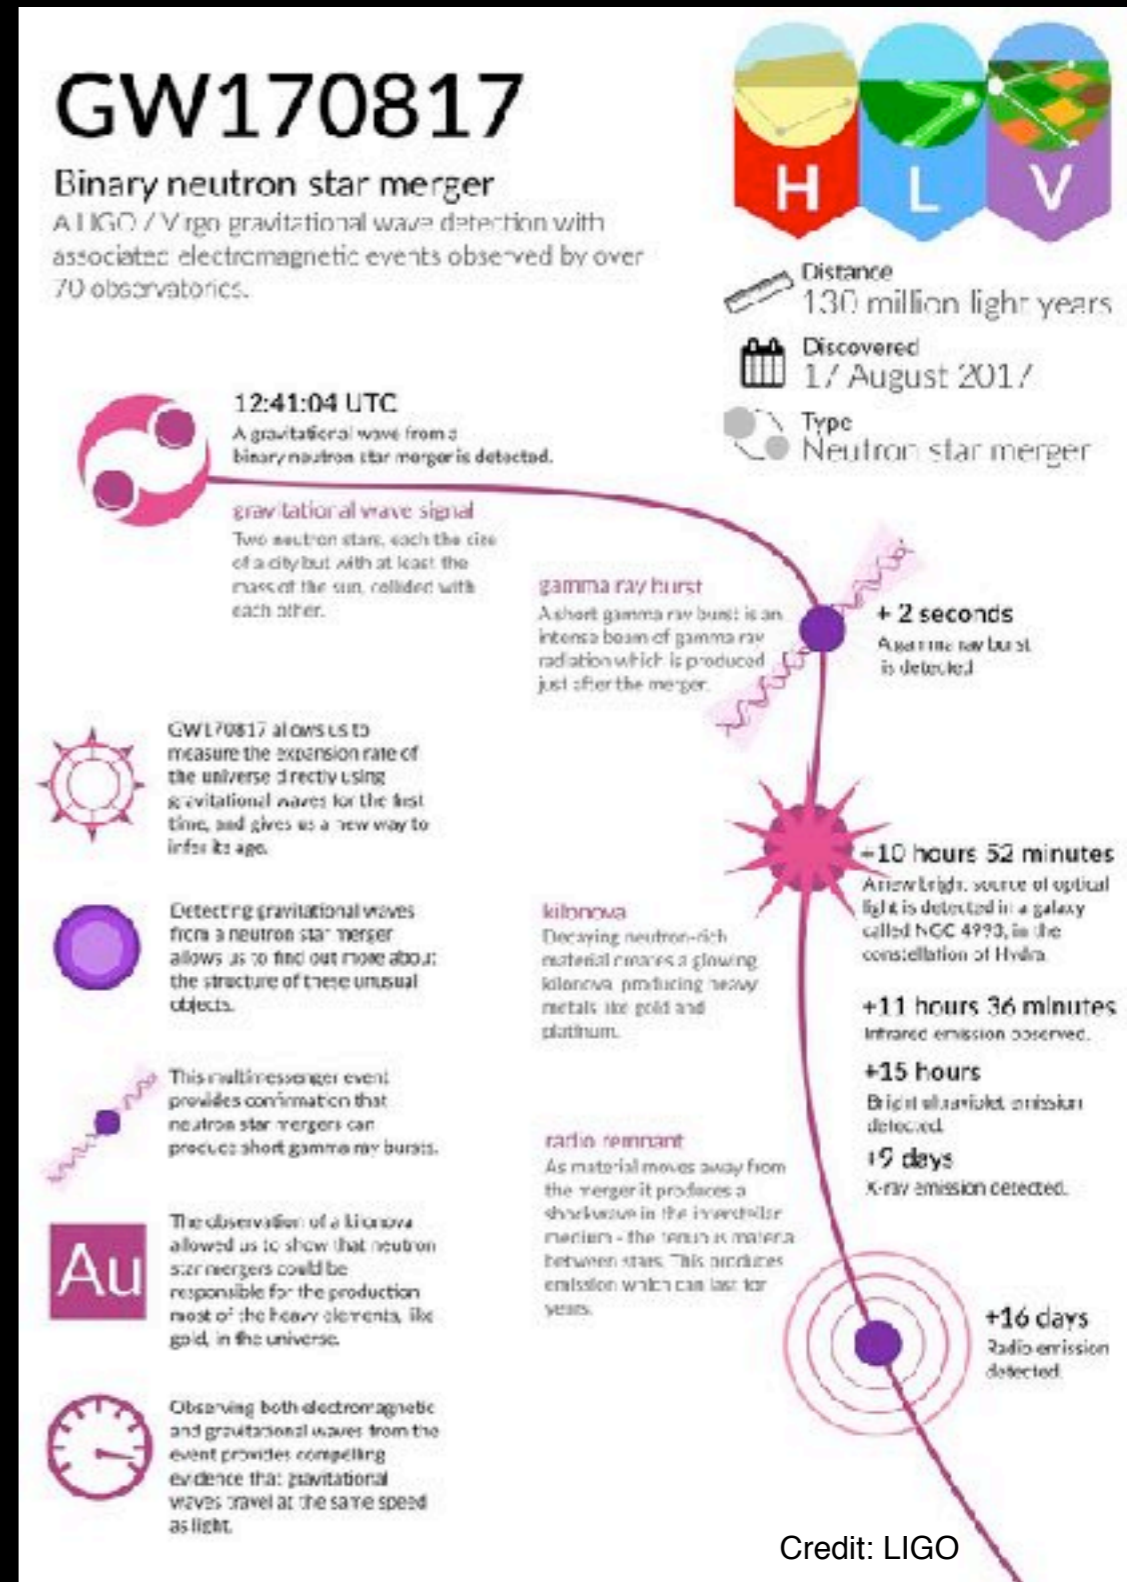 GW170817
Binary neutron star merger
A LIGO / Virgo gravitational wave detection with
associated electromagnetic events observed by over
70 observatories.
H L V
Distance
130 million light years
Discovered
17 August 2017
Type
Neutron star merger
12:41:04 UTC
A gravitational wave from a
binary neutron star merger is detected.
gravitational wave signal
Two neutron stars, each the size
of a city but with at least the
mass of the sun, collided with
each other.
gamma ray burst
A short gamma ray burst is an
intense beam of gamma ray
radiation which is produced
just after the merger.
+ 2 seconds
A gamma ray burst
is detected
GW170817 allows us to
measure the expansion rate of
the universe directly using
gravitational waves for the first
time, and gives us a new way to
infer its age.
Detecting gravitational waves
from a neutron star merger
allows us to find out more about
the structure of these unusual
objects.
This multimessenger event
provides confirmation that
neutron star mergers can
produce short gamma ray bursts.
Au
The observation of a kilonova
allowed us to show that neutron
star mergers could be
responsible for the production
most of the heavy elements, like
gold, in the universe.
Observing both electromagnetic
and gravitational waves from the
event provides compelling
evidence that gravitational
waves travel at the same speed
as light.
kilonova
Decaying neutron-rich
material creates a glowing
kilonova, producing heavy
metals like gold and
platinum.
radio remnant
As material moves away from
the merger it produces a
shockwave in the interstellar
medium - the tenuous material
between stars. This produces
emission which can last for
years.
+10 hours 52 minutes
A new bright source of optical
light is detected in a galaxy
called NGC 4993, in the
constellation of Hydra.
+11 hours 36 minutes
Infrared emission observed.
+15 hours
Bright ultraviolet emission
detected.
+9 days
X-ray emission detected.
+16 days
Radio emission
detected.
Credit: LIGO